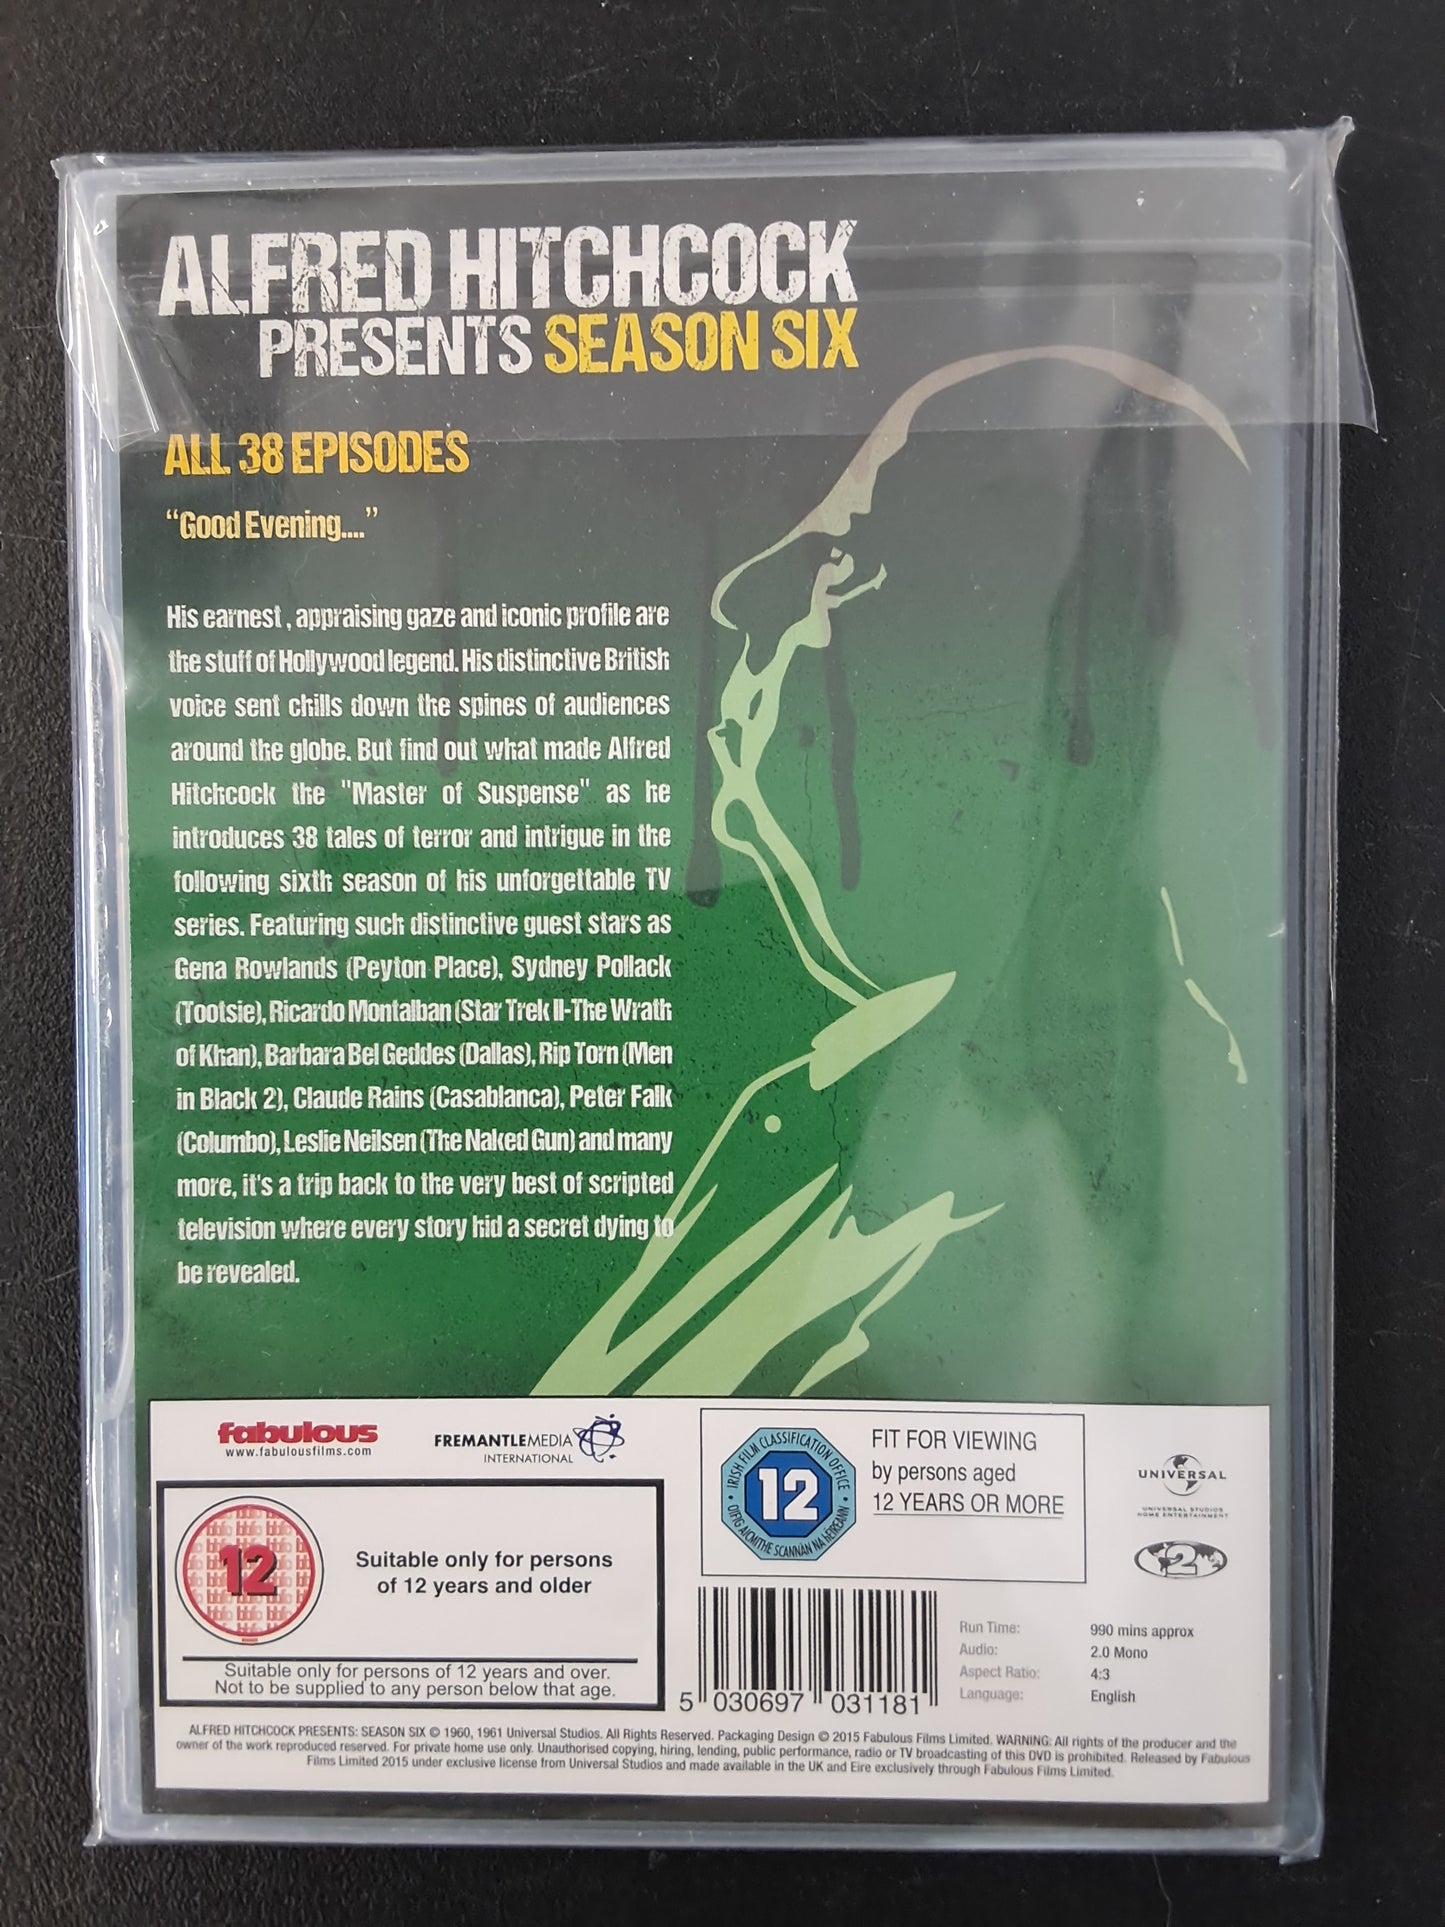 ALFRED HITCHCOCK
PRESENTS SEASON SIX
ALL 38 EPISODES
“Good Evening....”
His earnest , appraising gaze and iconic profile are
the stuff of Hollywood legend. His distinctive British
voice sent chills down the spines of audiences
around the globe. But find out what made Alfred
Hitchcock the "Master of Suspense" as he
introduces 38 tales of terror and intrigue in the
following sixth season of his unforgettable TV
series. Featuring such distinctive guest stars as
Gena Rowlands (Peyton Place), Sydney Pollack
(Tootsie), Ricardo Montalban (Star Trek II-The Wrath
of Khan), Barbara Bel Geddes (Dallas), Rip Torn (Men
in Black 2), Claude Rains (Casablanca), Peter Falk
(Columbo), Leslie Neilsen (The Naked Gun) and many
more, it's a trip back to the very best of scripted
television where every story hid a secret dying to
be revealed.
fabulous
www.fabulousfilms.com
FREMANTLEMEDIA
INTERNATIONAL
12
Suitable only for persons
of 12 years and older
Suitable only for persons of 12 years and over.
Not to be supplied to any person below that age.
IRISH FILM CLASSIFICATION OFFICE
12
OIFIG AICMITHE SCANNÁN NA hÉIREANN
FIT FOR VIEWING
by persons aged
12 YEARS OR MORE
UNIVERSAL
UNIVERSAL STUDIOS
HOME ENTERTAINMENT
2
5 030697 031181
Run Time: 990 mins approx
Audio: 2.0 Mono
Aspect Ratio: 4:3
Language: English
ALFRED HITCHCOCK PRESENTS: SEASON SIX © 1960, 1961 Universal Studios. All Rights Reserved. Packaging Design © 2015 Fabulous Films Limited. WARNING: All rights of the producer and the
owner of the work reproduced reserved. For private home use only. Unauthorised copying, hiring, lending, public performance, radio or TV broadcasting of this DVD is prohibited. Released by Fabulous
Films Limited 2015 under exclusive license from Universal Studios and made available in the UK and Eire exclusively through Fabulous Films Limited.